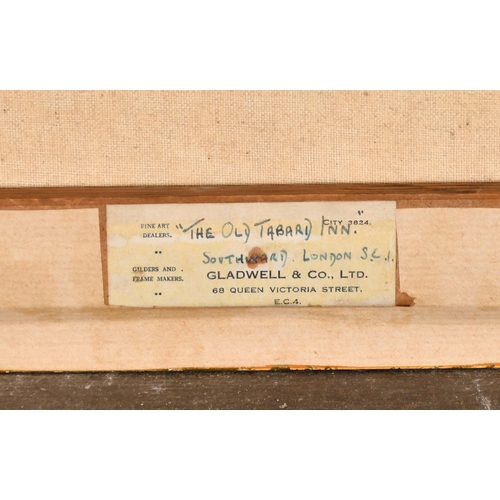 FINE ART CITY 3824.
DEALERS. "THE OLD TABARD INN."
SOUTHWARD. LONDON S.E.1.
GILDERS AND GLADWELL & CO., LTD.
FRAME MAKERS. 68 QUEEN VICTORIA STREET,
E.C.4.